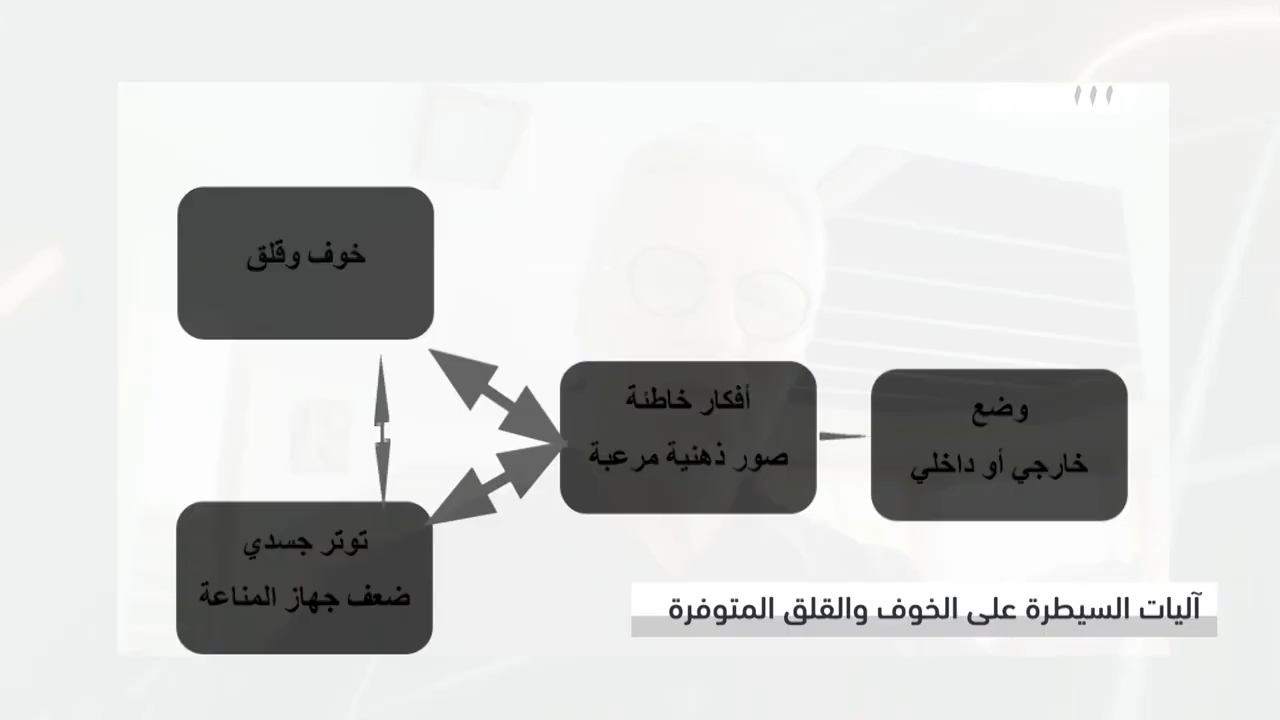 خوف وقلق
أفكار خاطئة
صور ذهنية مرعبة
وضع
خارجي أو داخلي
توتر جسدي
ضعف جهاز المناعة
آليات السيطرة على الخوف والقلق المتوفرة